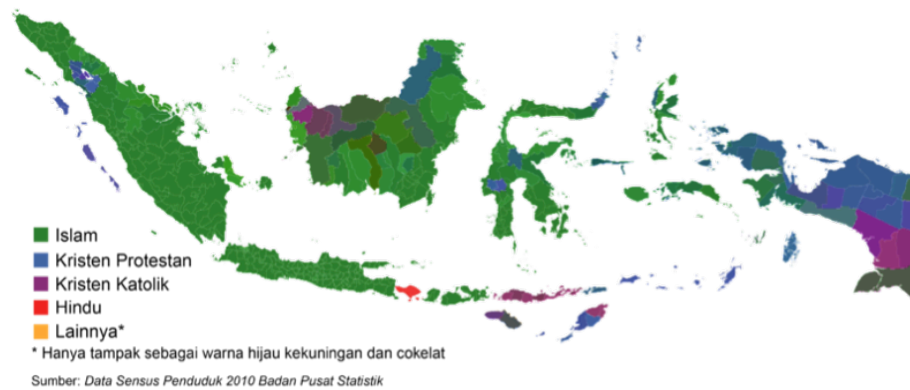 Islam
Kristen Protestan
Kristen Katolik
Hindu
Lainnya*
* Hanya tampak sebagai warna hijau kekuningan dan cokelat
Sumber: Data Sensus Penduduk 2010 Badan Pusat Statistik